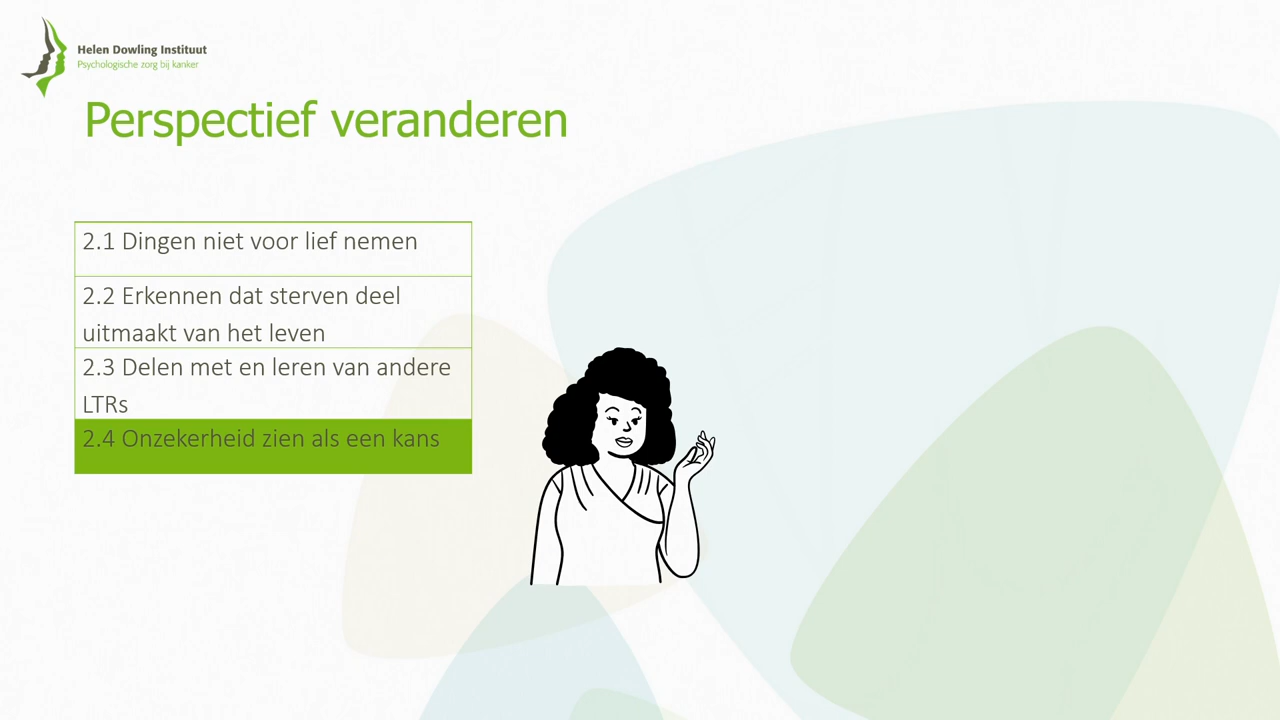 Helen Dowling Instituut
Psychologische zorg bij kanker
Perspectief veranderen
2.1 Dingen niet voor lief nemen
2.2 Erkennen dat sterven deel
uitmaakt van het leven
2.3 Delen met en leren van andere
LTRs
2.4 Onzekerheid zien als een kans